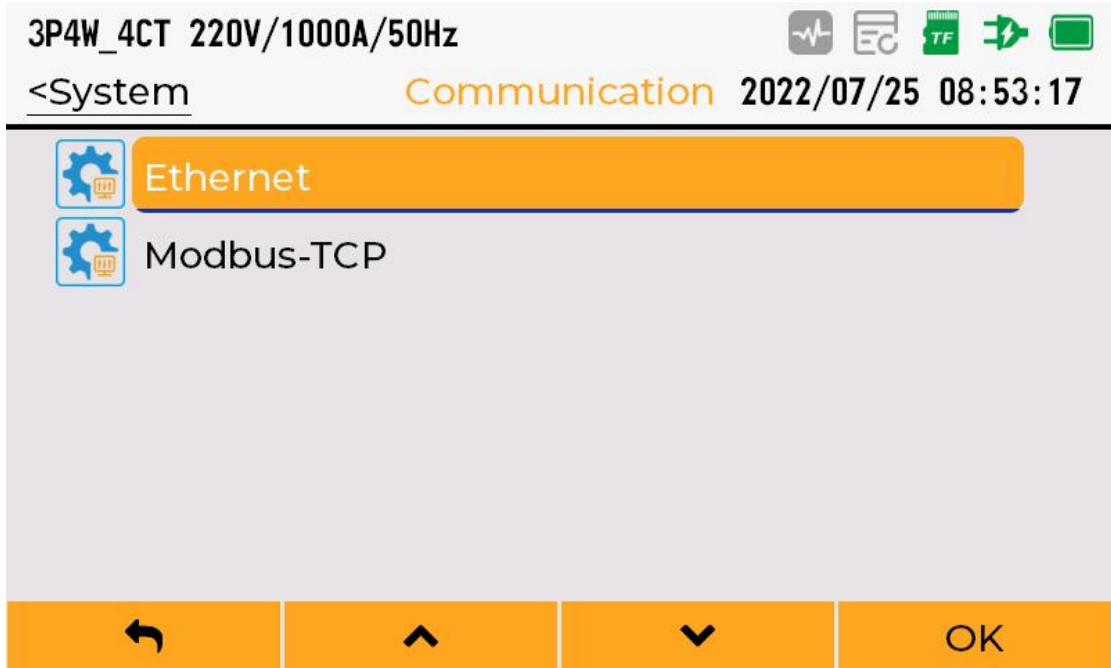 3P4W_4CT 220V/1000A/50Hz TF
<System Communication 2022/07/25 08:53:17
Ethernet
Modbus-TCP
OK